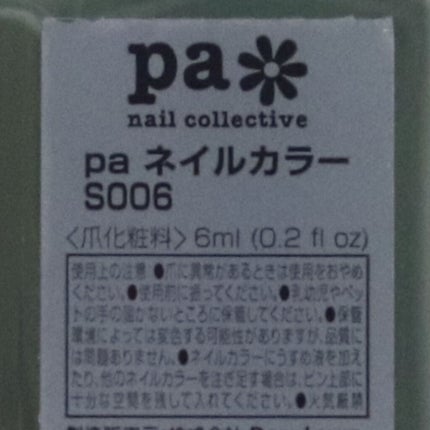 pa
nail collective
pa ネイルカラー
S006
<爪化粧料>6ml (0.2 fl oz)
使用上の注意 ●爪に異常があるときは使用をおやめ
ください。●使用前に振ってください。●乳幼児やペッ
トの手の届かないところに保管してください。●保管
環境によっては変色する可能性がありますが、品質に
は問題ありません。●ネイルカラーにうすめ液を加え
たり、他のネイルカラーを注ぎ足す場合は、ビン上部に
十分な空間を残して入れてください。●火気厳禁